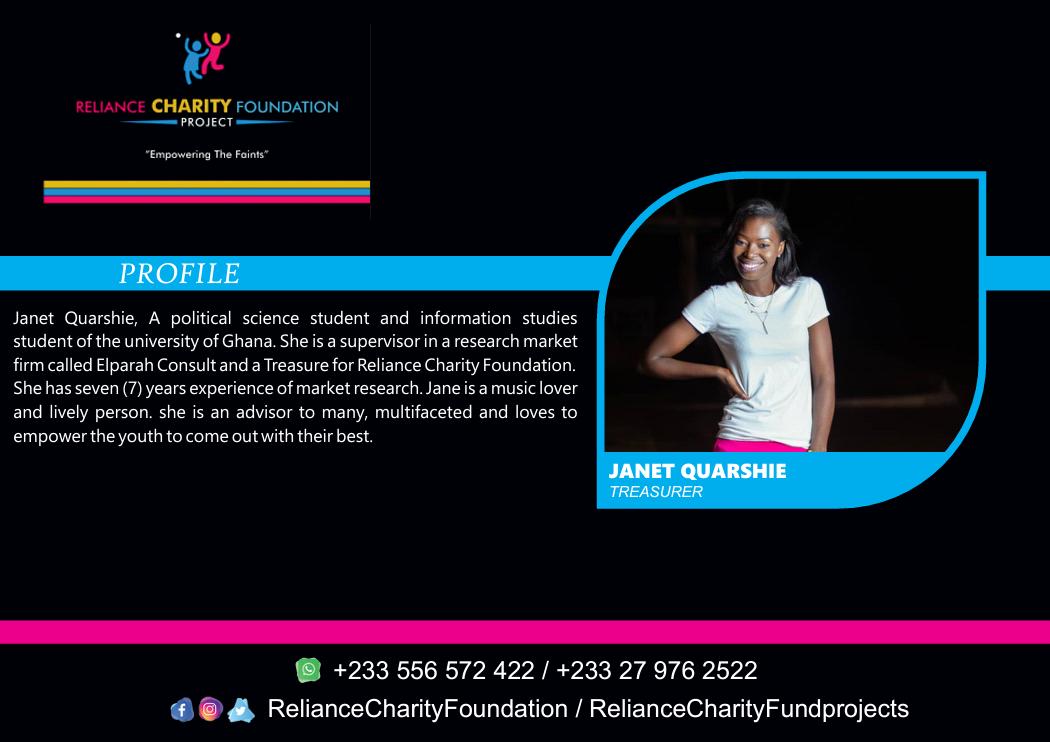 RELIANCE CHARITY FOUNDATION
PROJECT
"Empowering The Faints"
PROFILE
Janet Quarshie, A political science student and information studies
student of the university of Ghana. She is a supervisor in a research market
firm called Elparah Consult and a Treasure for Reliance Charity Foundation.
She has seven (7) years experience of market research. Jane is a music lover
and lively person. she is an advisor to many, multifaceted and loves to
empower the youth to come out with their best.
JANET QUARSHIE
TREASURER
+233 556 572 422 / +233 27 976 2522
RelianceCharityFoundation / RelianceCharityFundprojects